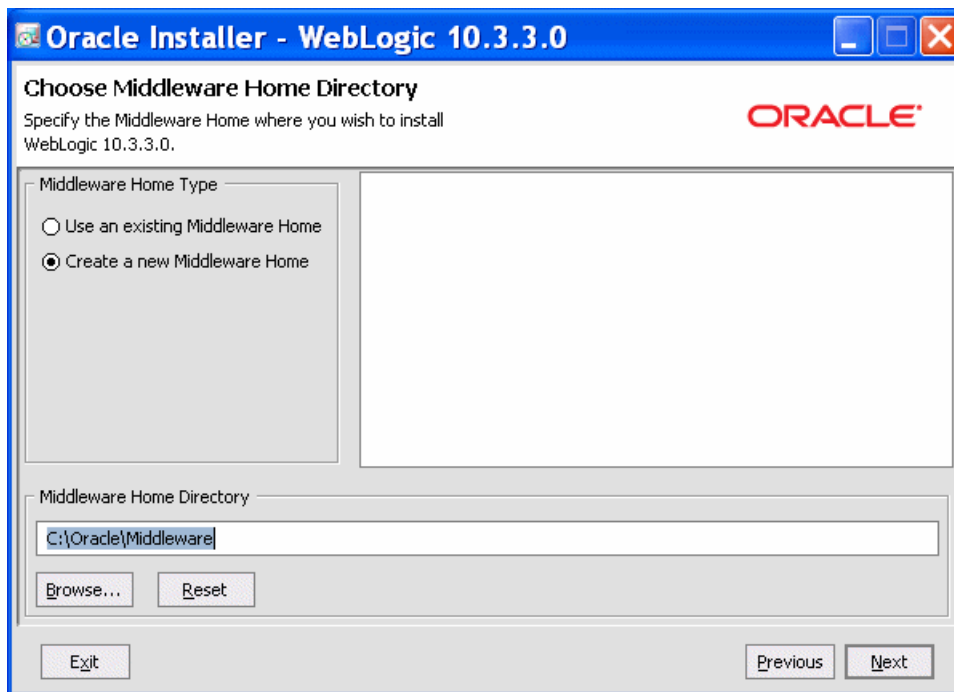 Oracle Installer - WebLogic 10.3.3.0
Choose Middleware Home Directory
Specify the Middleware Home where you wish to install
WebLogic 10.3.3.0.
ORACLE
Middleware Home Type
Use an existing Middleware Home
Create a new Middleware Home
Middleware Home Directory
C:\Oracle\Middleware
Browse...
Reset
Exit
Previous
Next